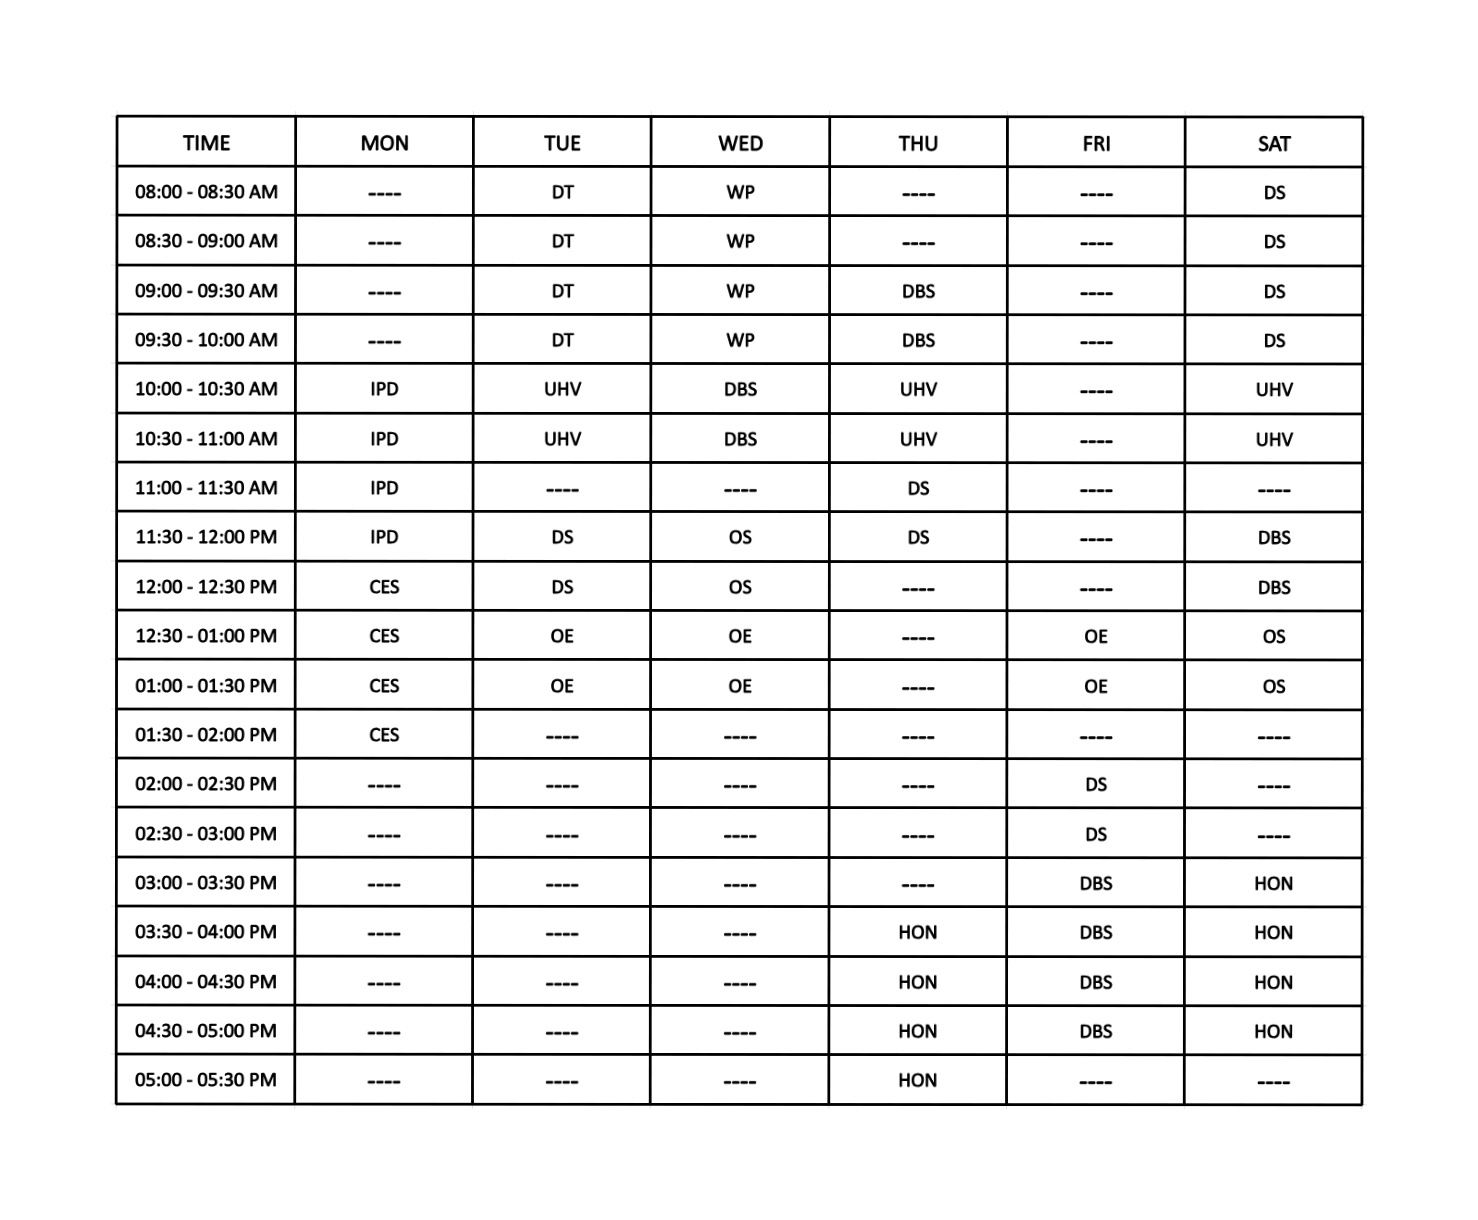 TIME MON TUE WED THU FRI SAT
08:00 - 08:30 AM ---- DT WP ---- ---- DS
08:30 - 09:00 AM ---- DT WP ---- ---- DS
09:00 - 09:30 AM ---- DT WP DBS ---- DS
09:30 - 10:00 AM ---- DT WP DBS ---- DS
10:00 - 10:30 AM IPD UHV DBS UHV ---- UHV
10:30 - 11:00 AM IPD UHV DBS UHV ---- UHV
11:00 - 11:30 AM IPD ---- ---- DS ---- ----
11:30 - 12:00 PM IPD DS OS DS ---- DBS
12:00 - 12:30 PM CES DS OS ---- ---- DBS
12:30 - 01:00 PM CES OE OE ---- OE OS
01:00 - 01:30 PM CES OE OE ---- OE OS
01:30 - 02:00 PM CES ---- ---- ---- ---- ----
02:00 - 02:30 PM ---- ---- ---- ---- DS ----
02:30 - 03:00 PM ---- ---- ---- ---- DS ----
03:00 - 03:30 PM ---- ---- ---- ---- DBS HON
03:30 - 04:00 PM ---- ---- ---- HON DBS HON
04:00 - 04:30 PM ---- ---- ---- HON DBS HON
04:30 - 05:00 PM ---- ---- ---- HON DBS HON
05:00 - 05:30 PM ---- ---- ---- HON ---- ----